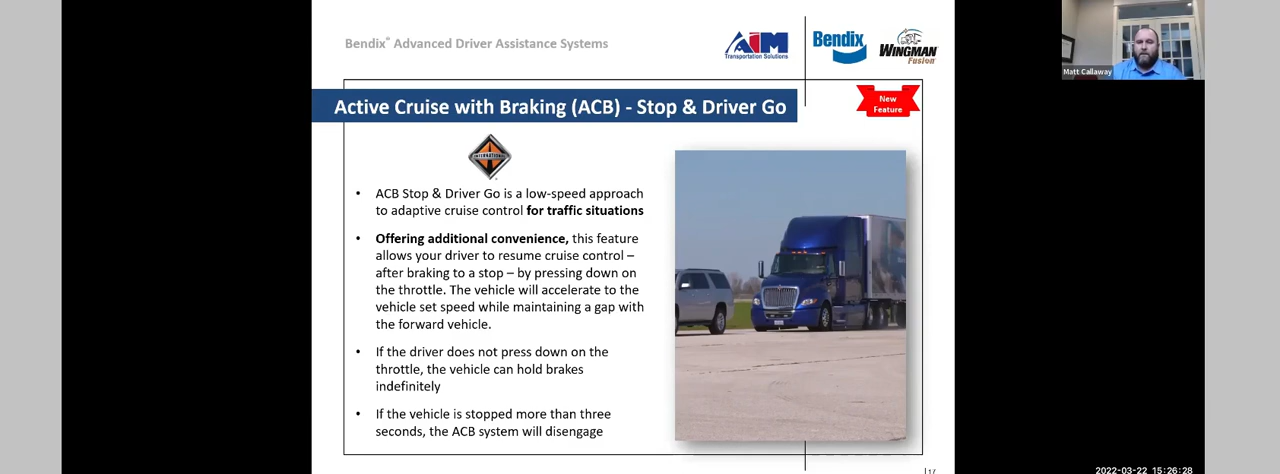 Bendix® Advanced Driver Assistance Systems
AIM
Transportation Solutions
Bendix
WINGMAN
Fusion
Matt Callaway
Active Cruise with Braking (ACB) - Stop & Driver Go
New
Feature
INTERNATIONAL
• ACB Stop & Driver Go is a low-speed approach
to adaptive cruise control for traffic situations
• Offering additional convenience, this feature
allows your driver to resume cruise control –
after braking to a stop – by pressing down on
the throttle. The vehicle will accelerate to the
vehicle set speed while maintaining a gap with
the forward vehicle.
• If the driver does not press down on the
throttle, the vehicle can hold brakes
indefinitely
• If the vehicle is stopped more than three
seconds, the ACB system will disengage
17
2022-03-22 15:26:28